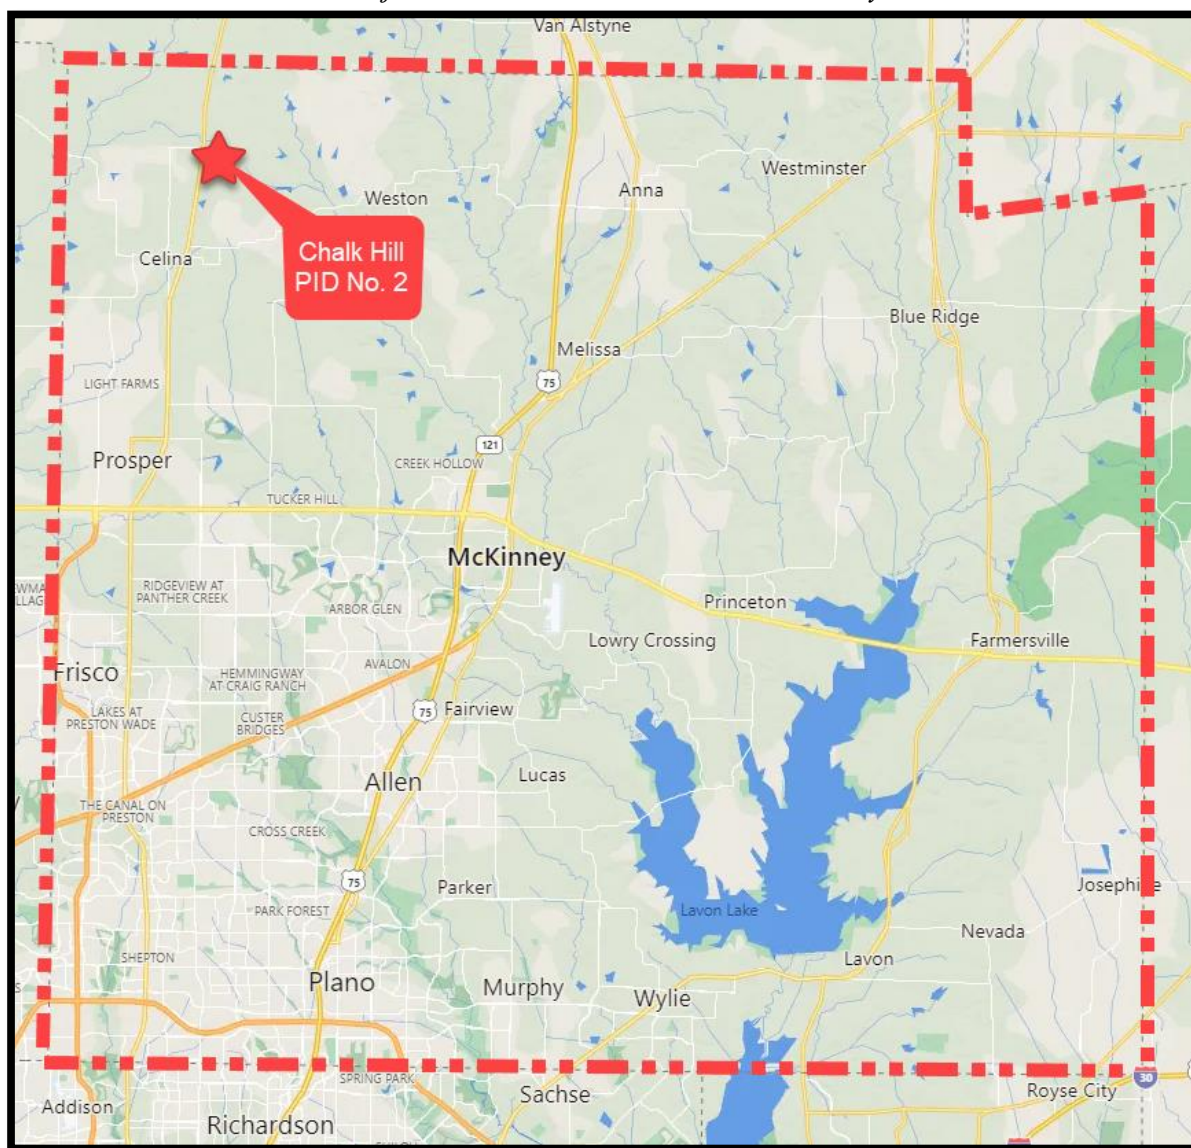 Van Alstyne
Westminster
Anna
Weston
Chalk Hill
PID No. 2
Celina
Blue Ridge
Melissa
75
LIGHT FARMS
121
Prosper
CREEK HOLLOW
TUCKER HILL
McKinney
RIDGEVIEW AT
PANTHER CREEK
ARBOR GLEN
Princeton
Lowry Crossing
Farmersville
AVALON
Frisco
HEMMINGWAY
AT CRAIG RANCH
75
Fairview
LAKES AT
PRESTON WADE
CUSTER
BRIDGES
Allen
Lucas
THE CANAL ON
PRESTON
CROSS CREEK
75
Parker
Josephine
PARK FOREST
Lavon Lake
Nevada
SHEPTON
Lavon
Plano
Murphy
Wylie
SPRING PARK
30
Sachse
Royse City
Addison
Richardson